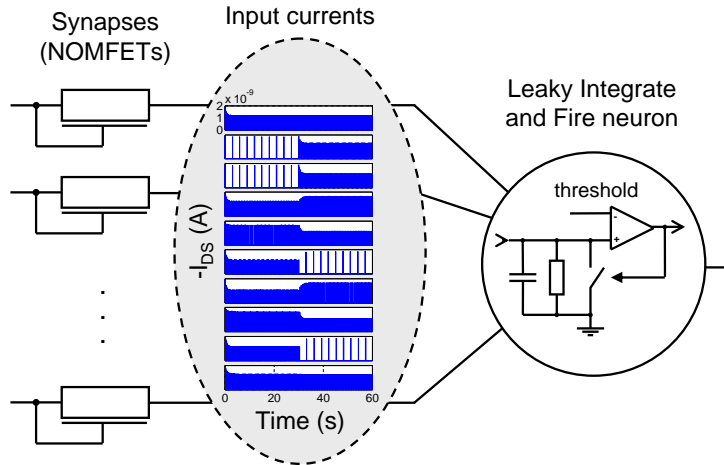 Synapses
(NOMFETs)
Input currents
Leaky Integrate
and Fire neuron
2 x 10⁻⁹
1
0
-I_DS (A)
threshold
-
+
0 20 40 60
Time (s)